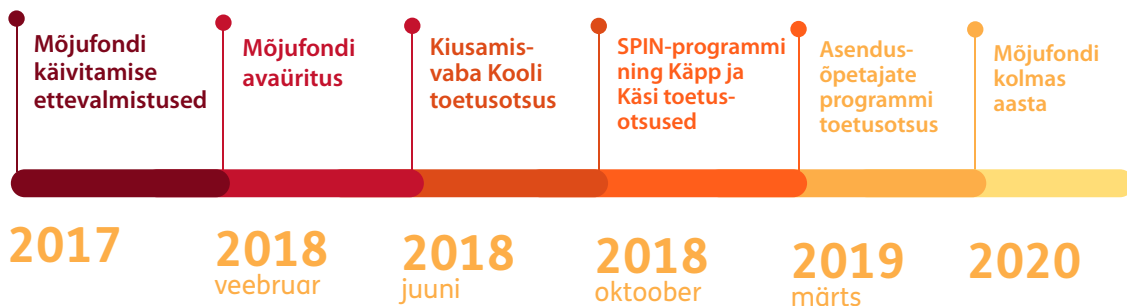 Mõjufondi
käivitamise
ettevalmistused
Mõjufondi
avaüritus
Kiusamis-
vaba Kooli
toetusotsus
SPIN-programmi
ning Käpp ja
Käsi toetus-
otsused
Asendus-
õpetajate
programmi
toetusotsus
Mõjufondi
kolmas
aasta
2017
2018
veebruar
2018
juuni
2018
oktoober
2019
märts
2020